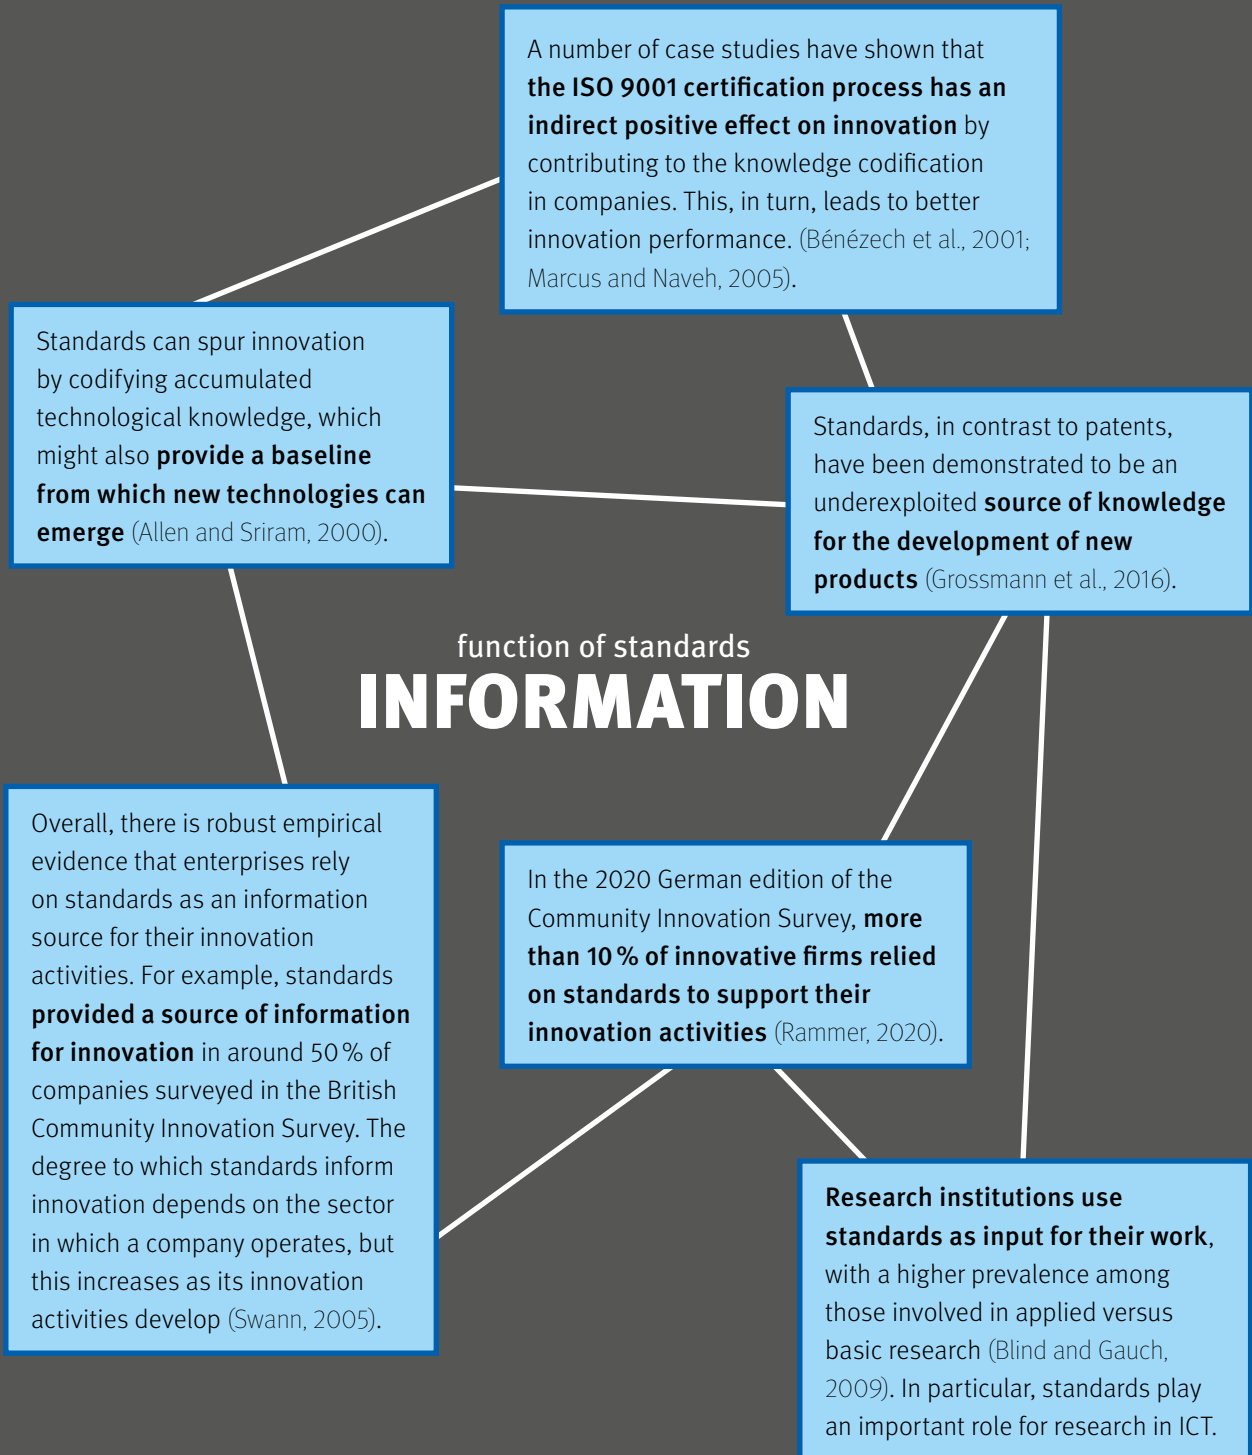 A number of case studies have shown that
the ISO 9001 certification process has an
indirect positive effect on innovation by
contributing to the knowledge codification
in companies. This, in turn, leads to better
innovation performance. (Bénézech et al., 2001;
Marcus and Naveh, 2005).
Standards can spur innovation
by codifying accumulated
technological knowledge, which
might also provide a baseline
from which new technologies can
emerge (Allen and Sriram, 2000).
Standards, in contrast to patents,
have been demonstrated to be an
underexploited source of knowledge
for the development of new
products (Grossmann et al., 2016).
function of standards
INFORMATION
Overall, there is robust empirical
evidence that enterprises rely
on standards as an information
source for their innovation
activities. For example, standards
provided a source of information
for innovation in around 50 % of
companies surveyed in the British
Community Innovation Survey. The
degree to which standards inform
innovation depends on the sector
in which a company operates, but
this increases as its innovation
activities develop (Swann, 2005).
In the 2020 German edition of the
Community Innovation Survey, more
than 10 % of innovative firms relied
on standards to support their
innovation activities (Rammer, 2020).
Research institutions use
standards as input for their work,
with a higher prevalence among
those involved in applied versus
basic research (Blind and Gauch,
2009). In particular, standards play
an important role for research in ICT.